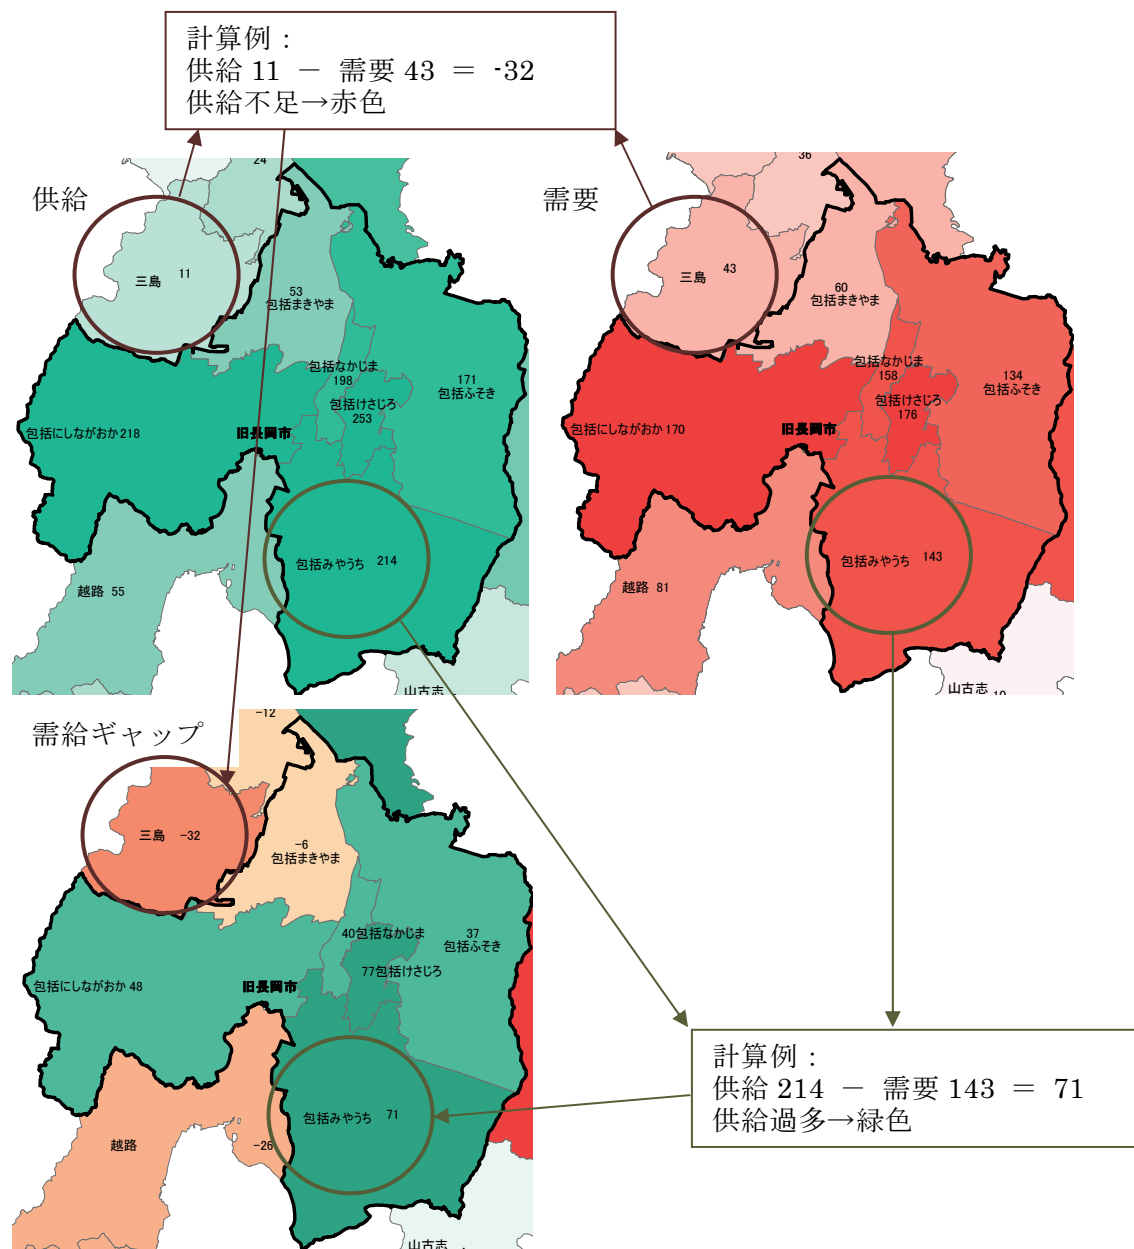 計算例：
供給 11 － 需要 43 ＝ -32
供給不足→赤色
供給
24
三島 11
53
包括まきやま
包括なかじま
198
包括けさじろ
253
171
包括ふそき
包括にしながおか 218
旧長岡市
包括みやうち 214
越路 55
山古志
需要
36
三島 43
60
包括まきやま
包括なかじま
158
包括けさじろ
176
134
包括ふそき
包括にしながおか 170
旧長岡市
包括みやうち 143
越路 81
山古志
需給ギャップ
-12
三島 -32
-6
包括まきやま
40包括なかじま
37
包括ふそき
77包括けさじろ
包括にしながおか 48
旧長岡市
包括みやうち 71
越路
-26
山古志
計算例：
供給 214 － 需要 143 ＝ 71
供給過多→緑色